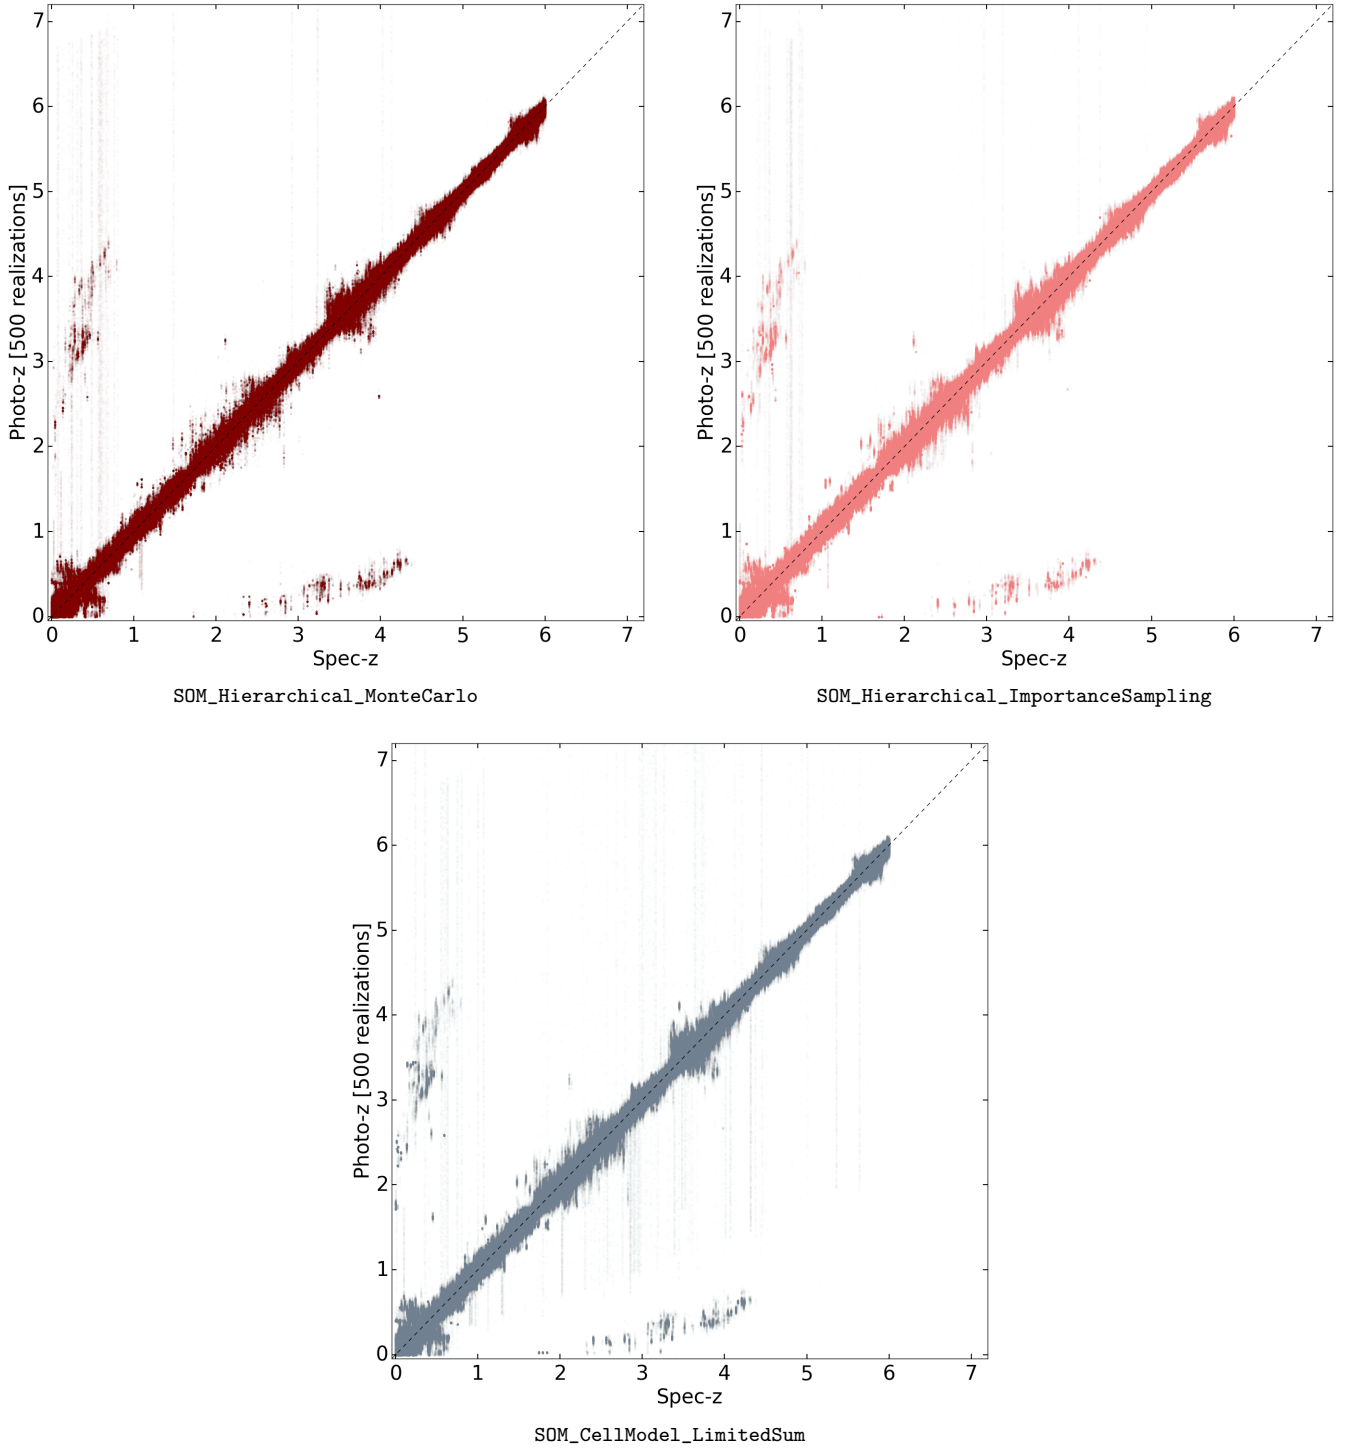 7
6
5
4
3
2
1
0
Photo-z [500 realizations]
0 1 2 3 4 5 6 7
Spec-z
SOM_Hierarchical_MonteCarlo
7
6
5
4
3
2
1
0
Photo-z [500 realizations]
0 1 2 3 4 5 6 7
Spec-z
SOM_Hierarchical_ImportanceSampling
7
6
5
4
3
2
1
0
Photo-z [500 realizations]
0 1 2 3 4 5 6 7
Spec-z
SOM_CellModel_LimitedSum